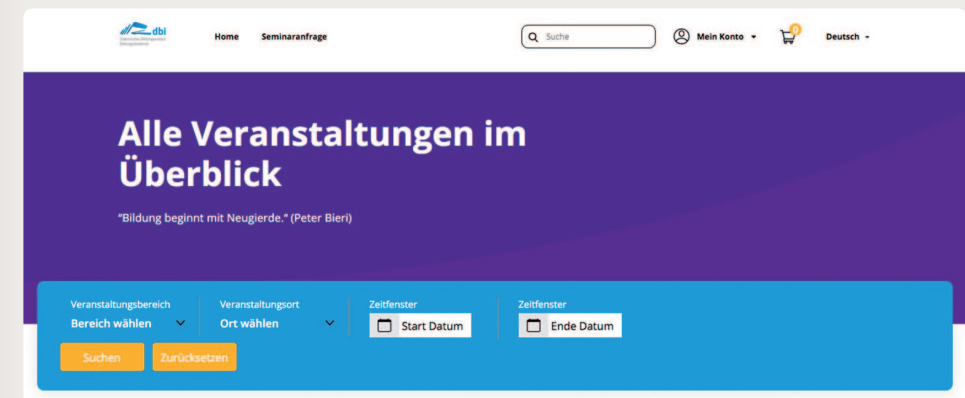 dbi
Home
Seminaranfrage
Suche
Mein Konto
0
Deutsch
Alle Veranstaltungen im
Überblick
"Bildung beginnt mit Neugierde." (Peter Bieri)
Veranstaltungsbereich
Bereich wählen
Veranstaltungsort
Ort wählen
Zeitfenster
Start Datum
Zeitfenster
Ende Datum
Suchen
Zurücksetzen